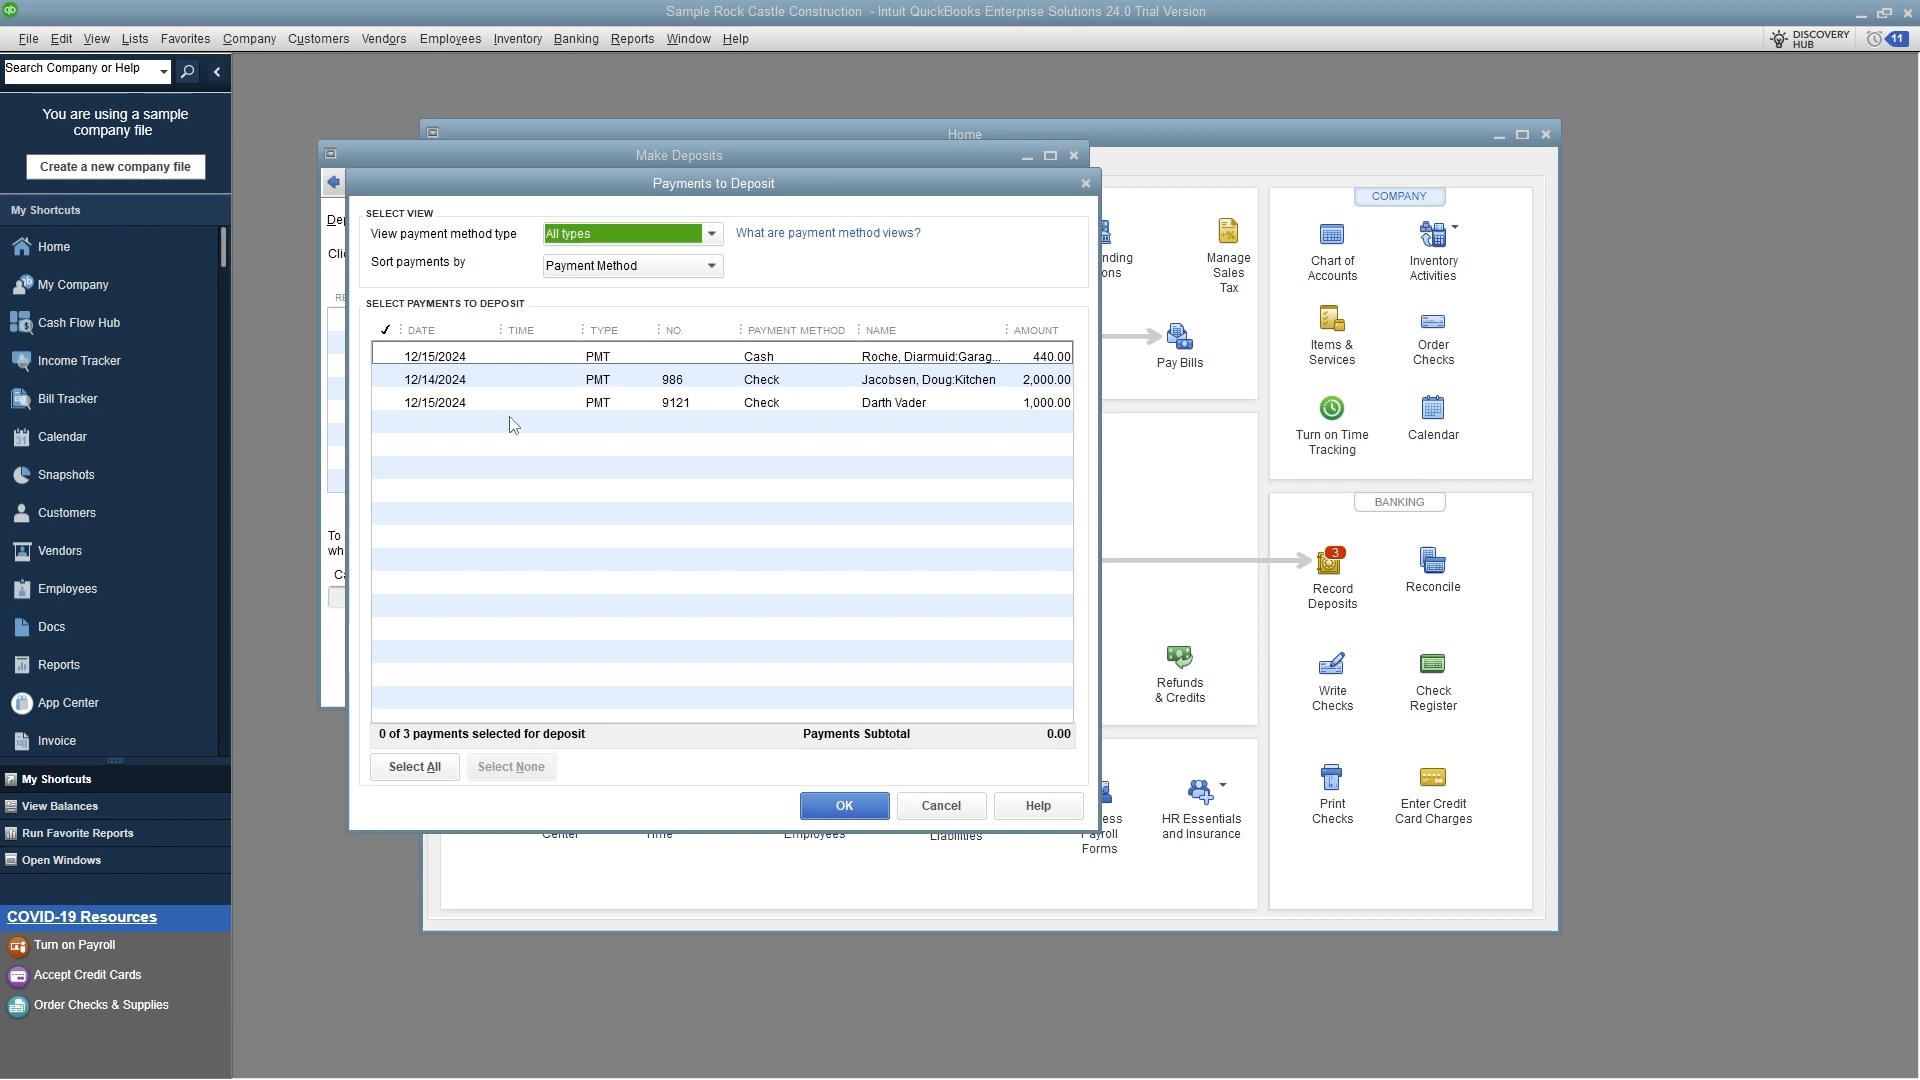 Sample Rock Castle Construction - Intuit QuickBooks Enterprise Solutions 24.0 Trial Version
File Edit View Lists Favorites Company Customers Vendors Employees Inventory Banking Reports Window Help
DISCOVERY
HUB
11
Search Company or Help
You are using a sample
company file
Create a new company file
My Shortcuts
Home
My Company
Cash Flow Hub
Income Tracker
Bill Tracker
Calendar
Snapshots
Customers
Vendors
Employees
Docs
Reports
App Center
Invoice
My Shortcuts
View Balances
Run Favorite Reports
Open Windows
COVID-19 Resources
Turn on Payroll
Accept Credit Cards
Order Checks & Supplies
Home
Make Deposits
Payments to Deposit
SELECT VIEW
View payment method type All types What are payment method views?
Sort payments by Payment Method
SELECT PAYMENTS TO DEPOSIT
✓ DATE TIME TYPE NO. PAYMENT METHOD NAME AMOUNT
12/15/2024 PMT Cash Roche, Diarmuid:Garag... 440.00
12/14/2024 PMT 986 Check Jacobsen, Doug:Kitchen 2,000.00
12/15/2024 PMT 9121 Check Darth Vader 1,000.00
0 of 3 payments selected for deposit Payments Subtotal 0.00
Select All Select None
OK Cancel Help
To
wh
Manage
Sales
Tax
Pay Bills
Refunds
& Credits
Center Time Employees Liabilities
Payroll
Forms
HR Essentials
and Insurance
COMPANY
Chart of
Accounts
Inventory
Activities
Items &
Services
Order
Checks
Turn on Time
Tracking
Calendar
BANKING
3
Record
Deposits
Reconcile
Write
Checks
Check
Register
Print
Checks
Enter Credit
Card Charges